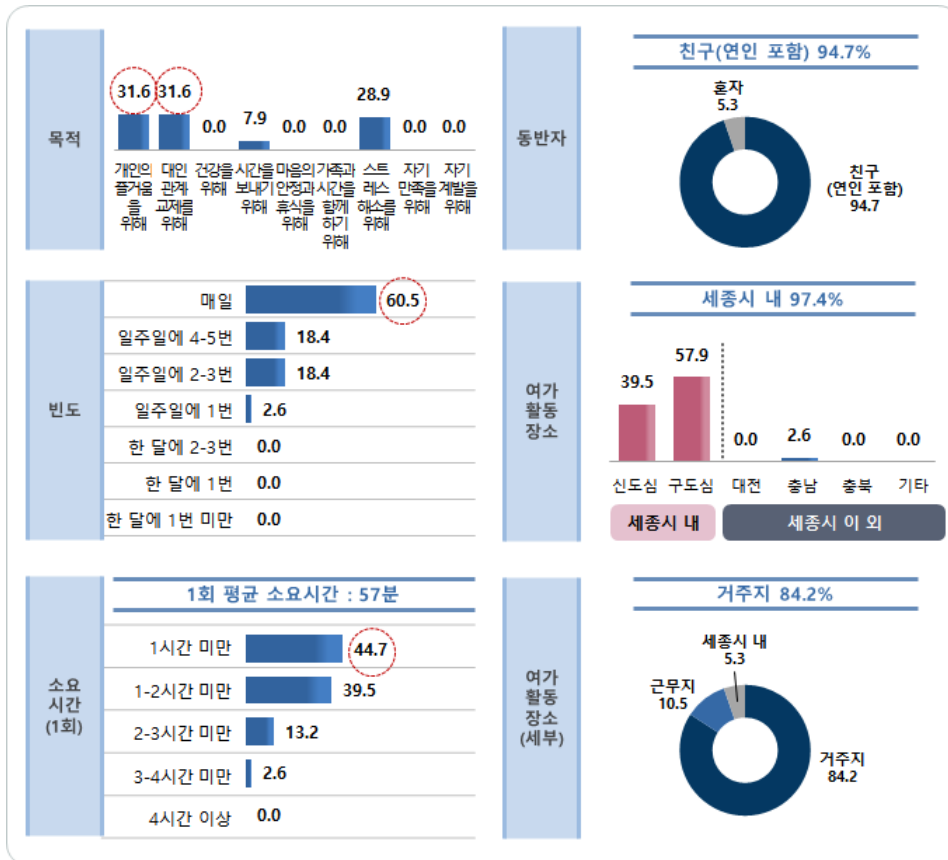 목적
31.6
31.6
0.0
7.9
0.0
0.0
28.9
0.0
0.0
개인의
즐거움
을
위해
대인
관계
교제를
위해
건강을
위해
시간을
보내기
위해
마음의
안정과
휴식을
위해
가족과
시간을
함께
하기
위해
스트
레스
해소를
위해
자기
만족을
위해
자기
계발을
위해
동반자
친구(연인 포함) 94.7%
혼자
5.3
친구
(연인 포함)
94.7
빈도
매일 60.5
일주일에 4-5번 18.4
일주일에 2-3번 18.4
일주일에 1번 2.6
한 달에 2-3번 0.0
한 달에 1번 0.0
한 달에 1번 미만 0.0
여가
활동
장소
세종시 내 97.4%
39.5
57.9
0.0
2.6
0.0
0.0
신도심 구도심 대전 충남 충북 기타
세종시 내 세종시 이 외
소요
시간
(1회)
1회 평균 소요시간 : 57분
1시간 미만 44.7
1-2시간 미만 39.5
2-3시간 미만 13.2
3-4시간 미만 2.6
4시간 이상 0.0
여가
활동
장소
(세부)
거주지 84.2%
세종시 내
5.3
근무지
10.5
거주지
84.2